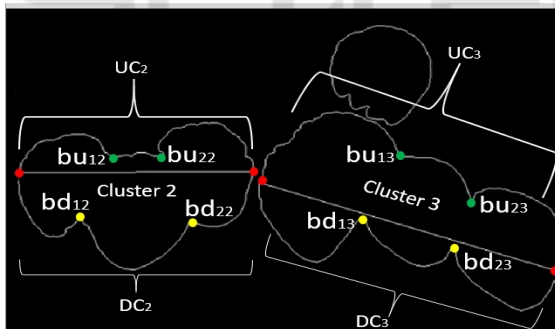 UC₂
UC₃
bu₁₂ bu₂₂
bu₁₃
Cluster 2
Cluster 3
bu₂₃
bd₁₂ bd₂₂
bd₁₃
bd₂₃
DC₂
DC₃